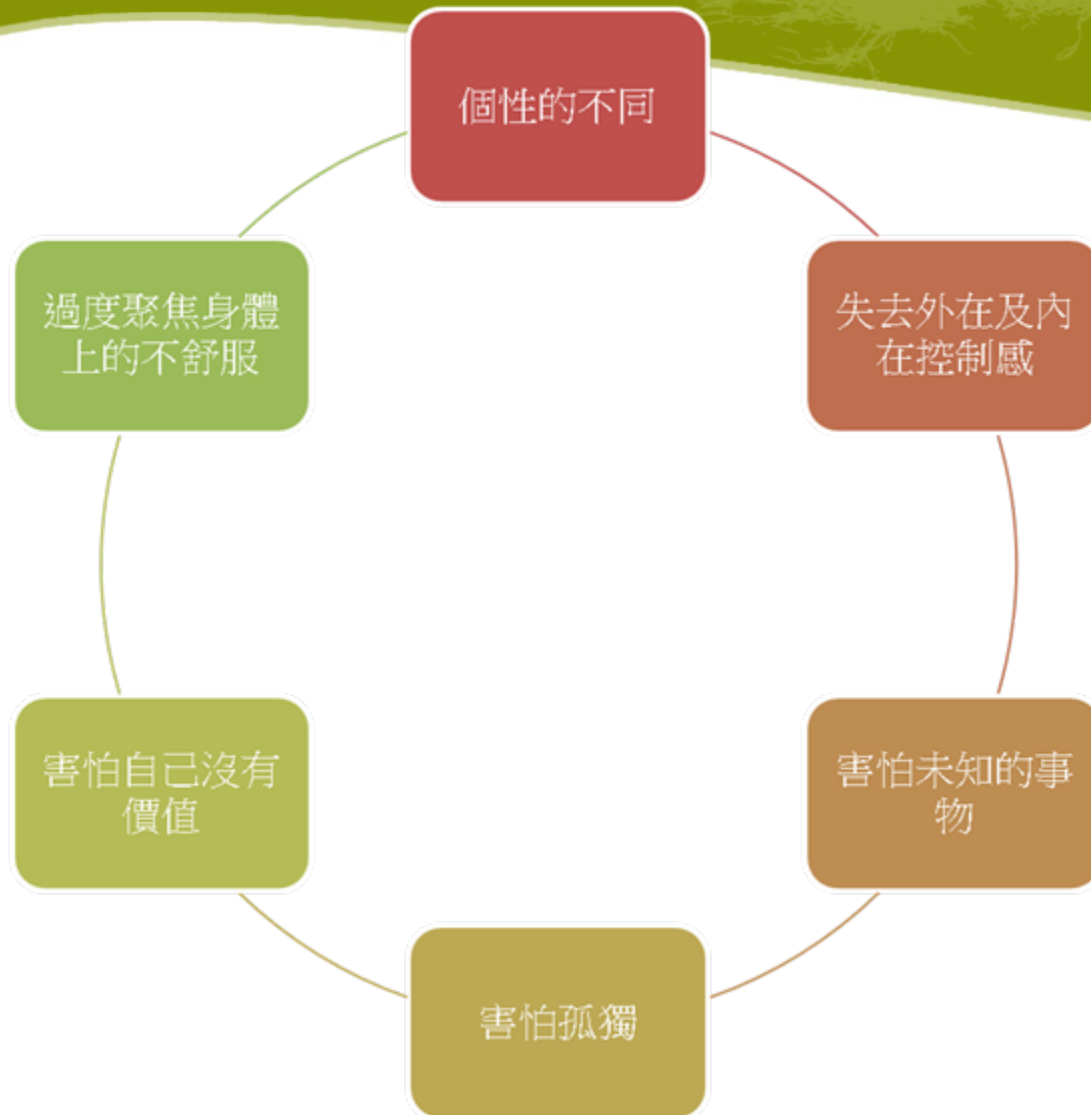 個性的不同
失去外在及內
在控制感
害怕未知的事
物
害怕孤獨
害怕自己沒有
價值
過度聚焦身體
上的不舒服